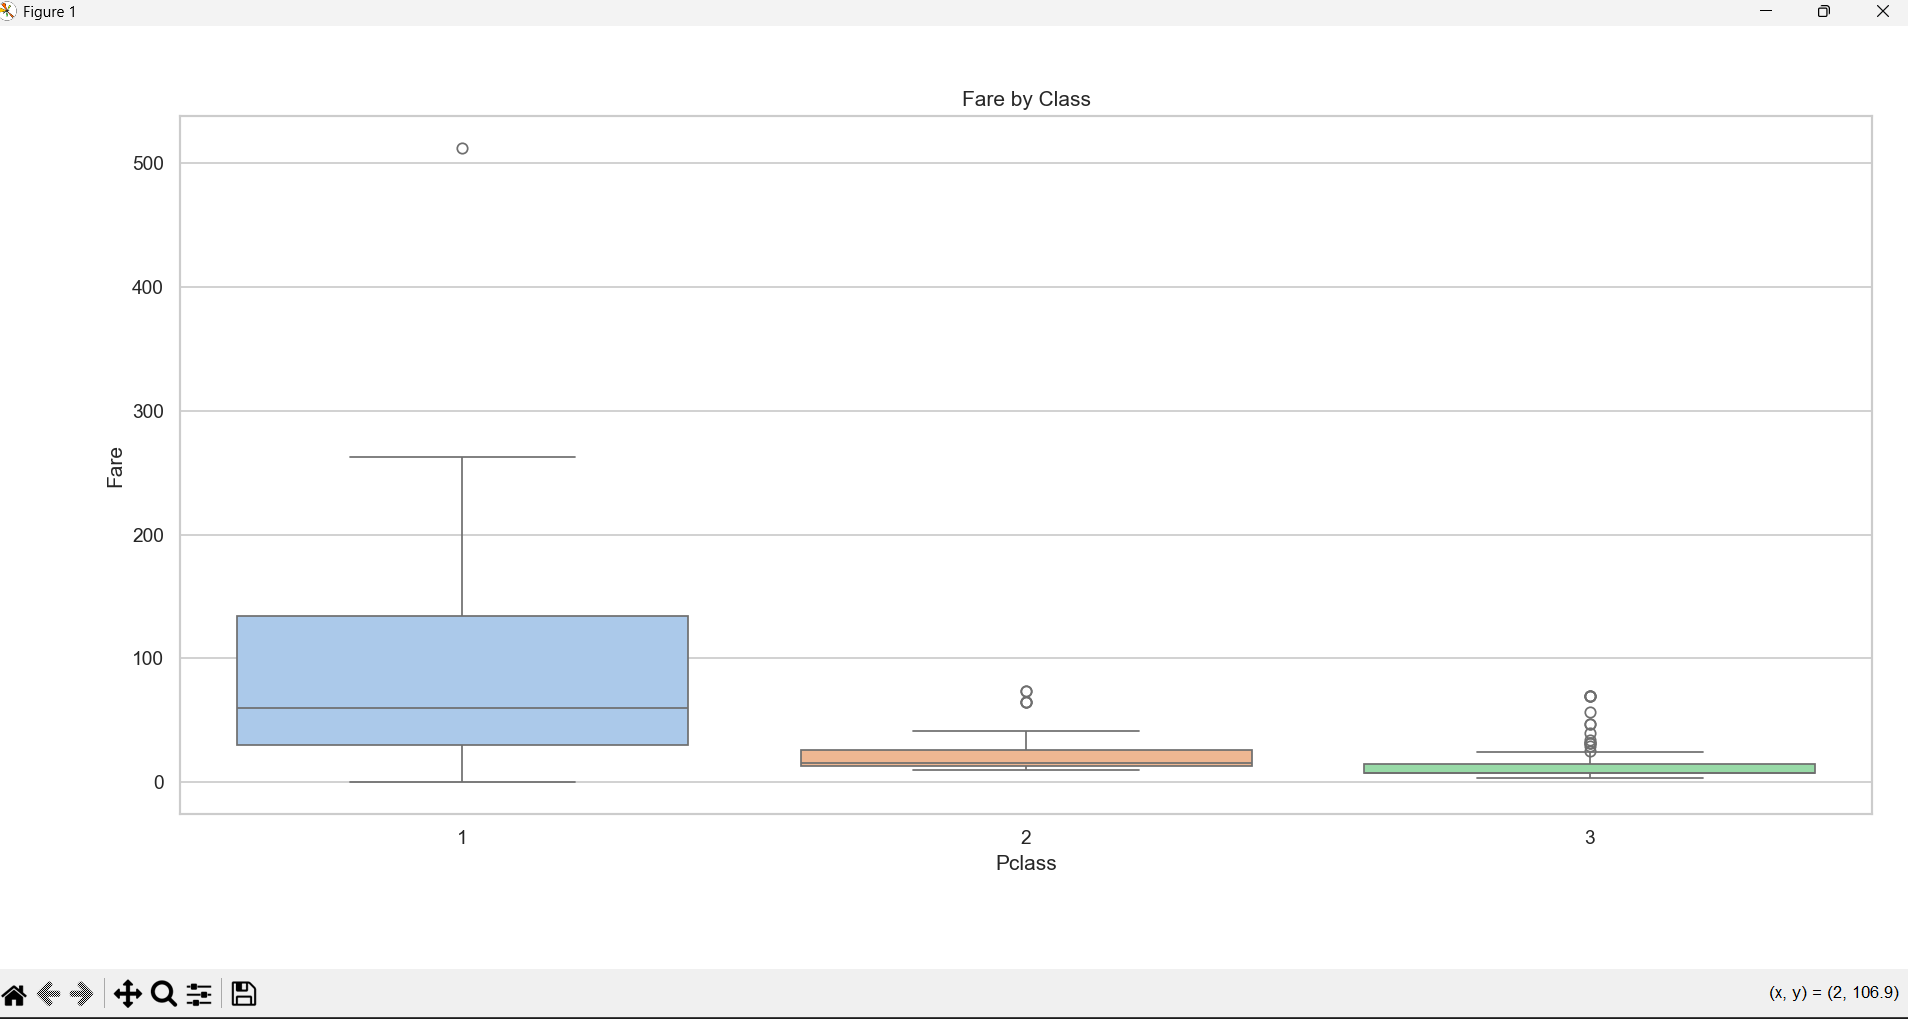 Figure 1
Fare by Class
500
400
300
200
100
0
Fare
1 2 3
Pclass
(x, y) = (2, 106.9)